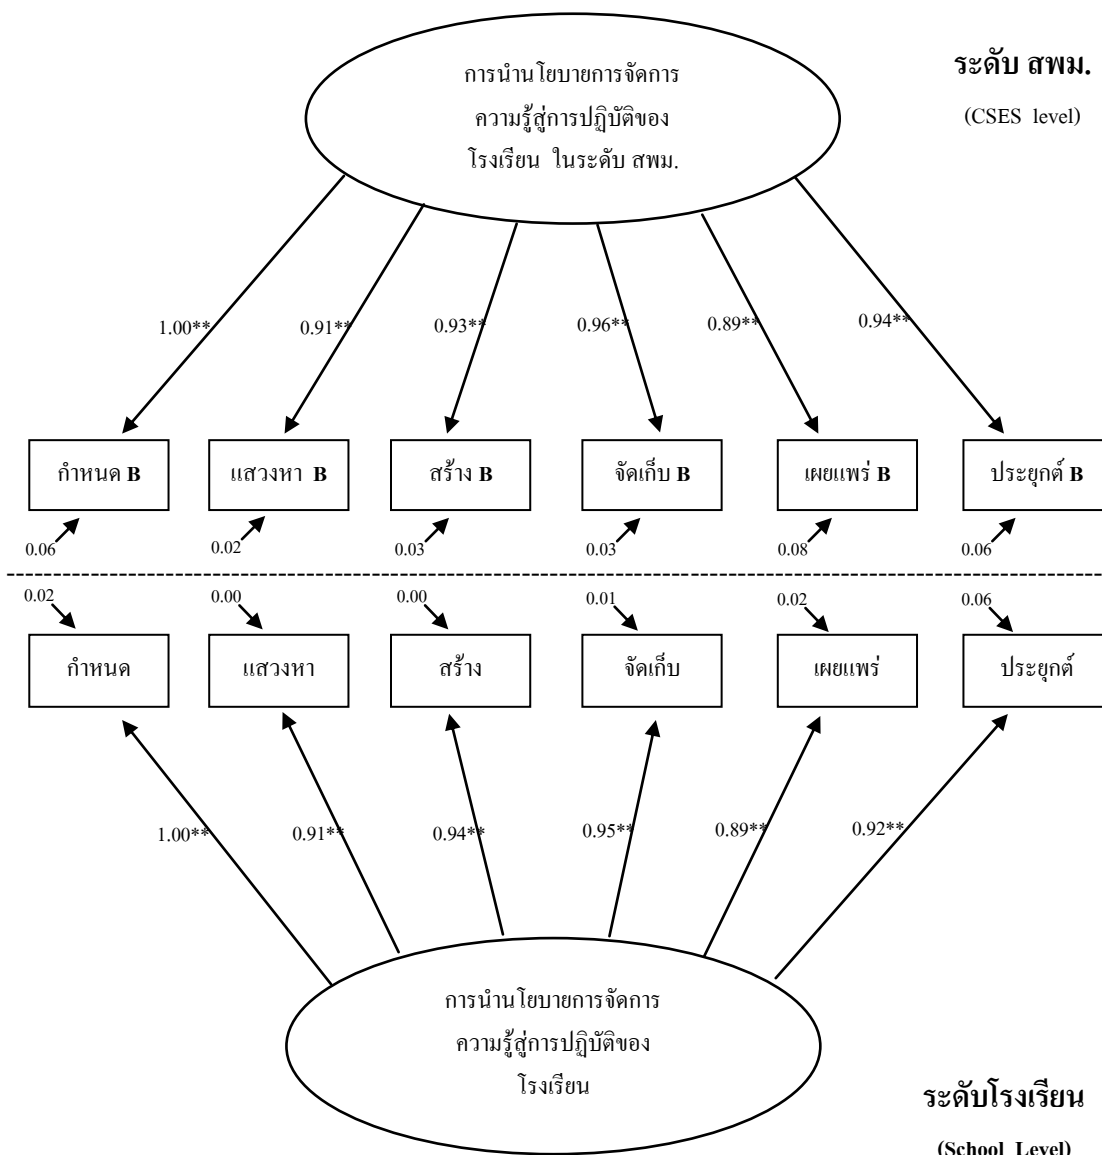 การนำนโยบายการจัดการ
ความรู้สู่การปฏิบัติของ
โรงเรียน ในระดับ สพม.
ระดับ สพม.
(CSES level)
1.00**
0.91**
0.93**
0.96**
0.89**
0.94**
กำหนด B
แสวงหา B
สร้าง B
จัดเก็บ B
เผยแพร่ B
ประยุกต์ B
0.06
0.02
0.03
0.03
0.08
0.06
0.02
0.00
0.00
0.01
0.02
0.06
กำหนด
แสวงหา
สร้าง
จัดเก็บ
เผยแพร่
ประยุกต์
1.00**
0.91**
0.94**
0.95**
0.89**
0.92**
การนำนโยบายการจัดการ
ความรู้สู่การปฏิบัติของ
โรงเรียน
ระดับโรงเรียน
(School Level)